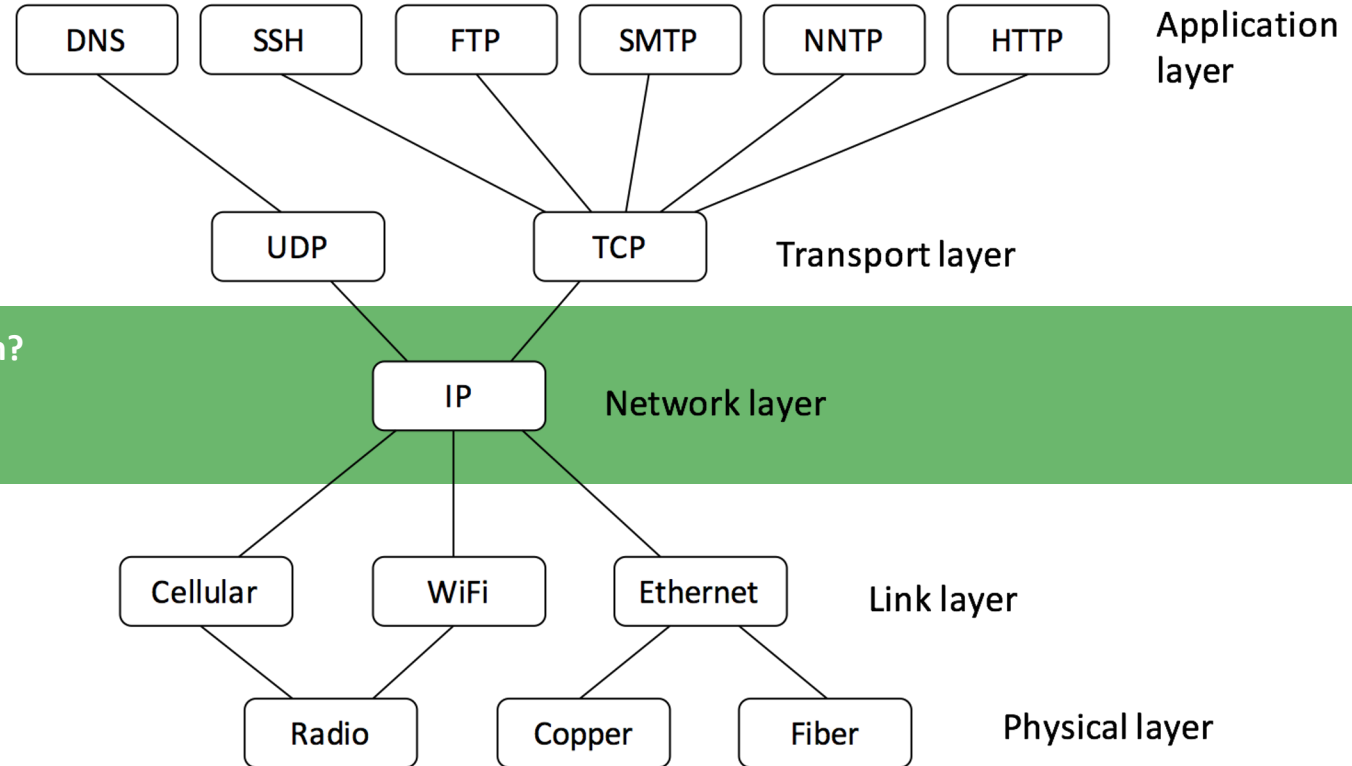 DNS
SSH
FTP
SMTP
NNTP
HTTP
Application
layer
UDP
TCP
Transport layer
?
IP
Network layer
Cellular
WiFi
Ethernet
Link layer
Radio
Copper
Fiber
Physical layer